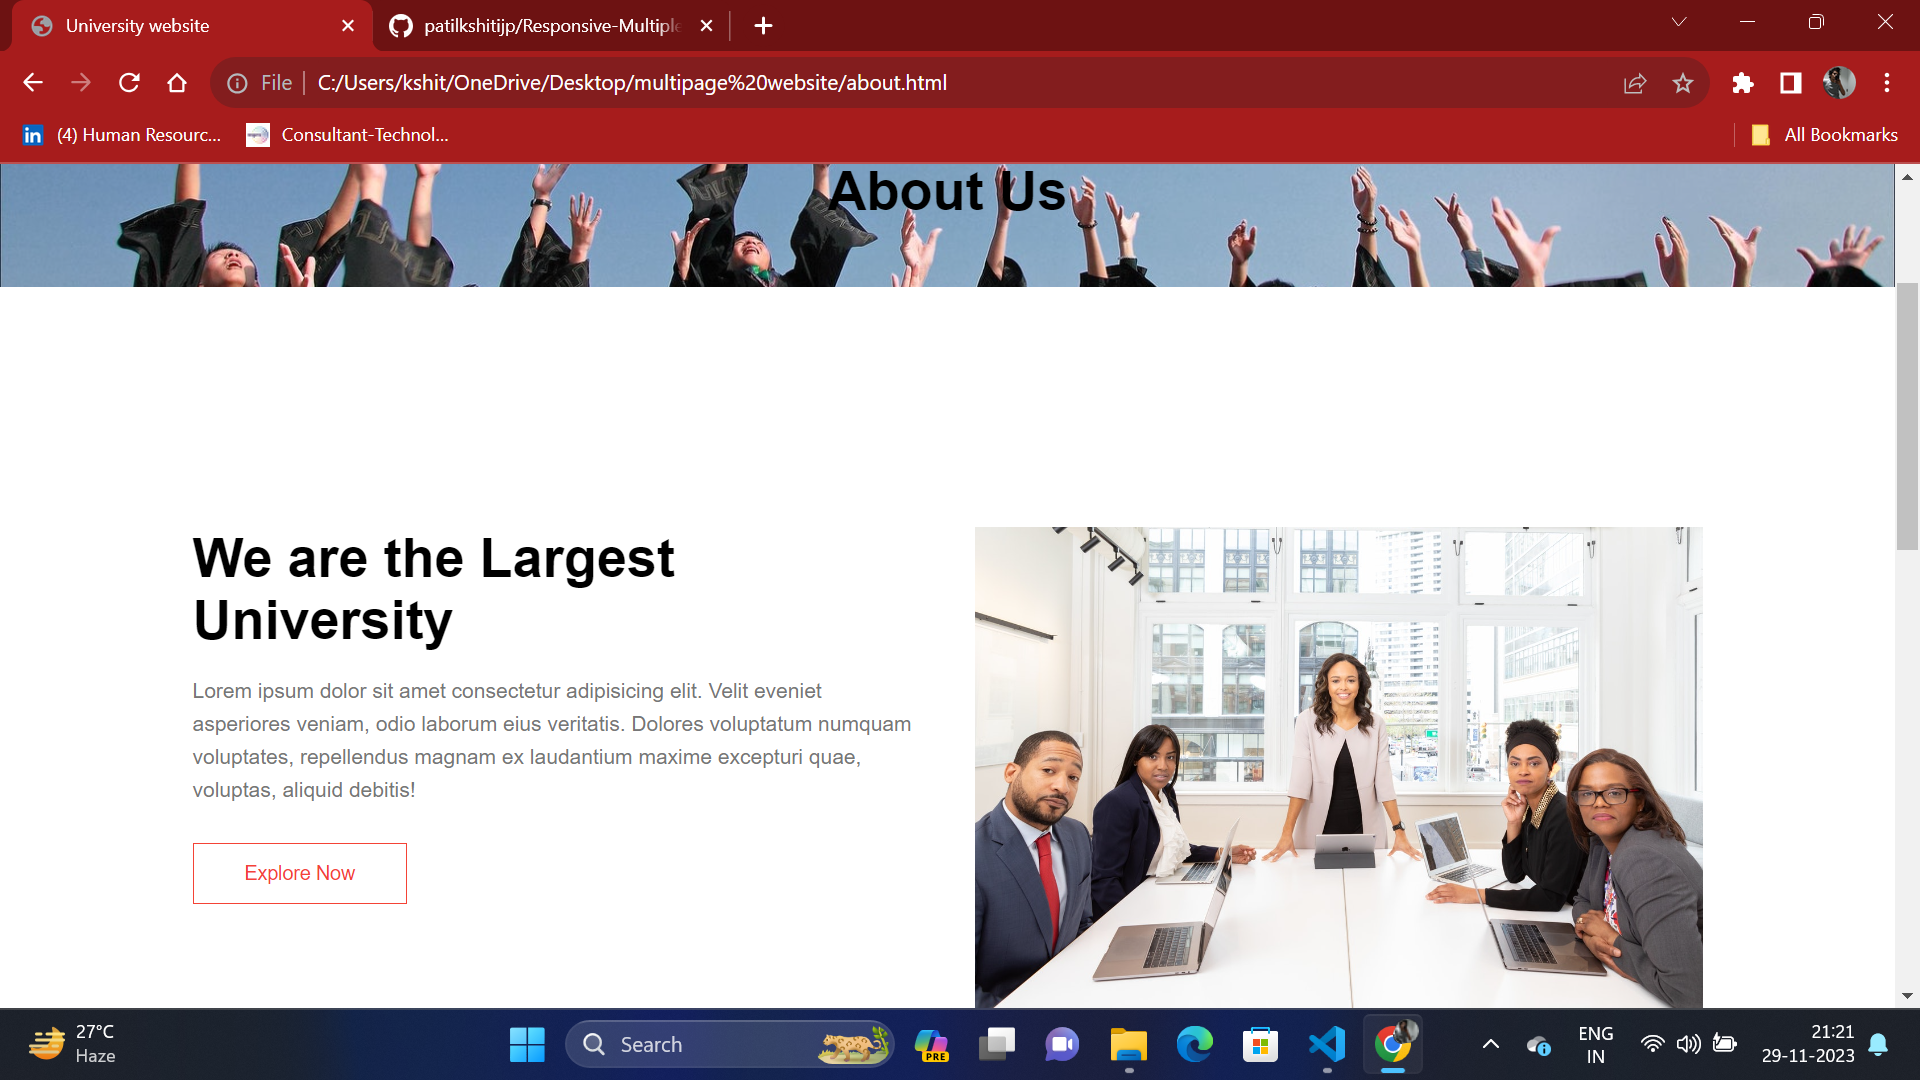 University website
patilkshitijp/Responsive-Multiple
File
C:/Users/kshit/OneDrive/Desktop/multipage%20website/about.html
(4) Human Resourc...
Consultant-Technol...
All Bookmarks
About Us
We are the Largest
University
Lorem ipsum dolor sit amet consectetur adipisicing elit. Velit eveniet
asperiores veniam, odio laborum eius veritatis. Dolores voluptatum numquam
voluptates, repellendus magnam ex laudantium maxime excepturi quae,
voluptas, aliquid debitis!
Explore Now
27°C
Haze
Search
PRE
ENG
IN
21:21
29-11-2023